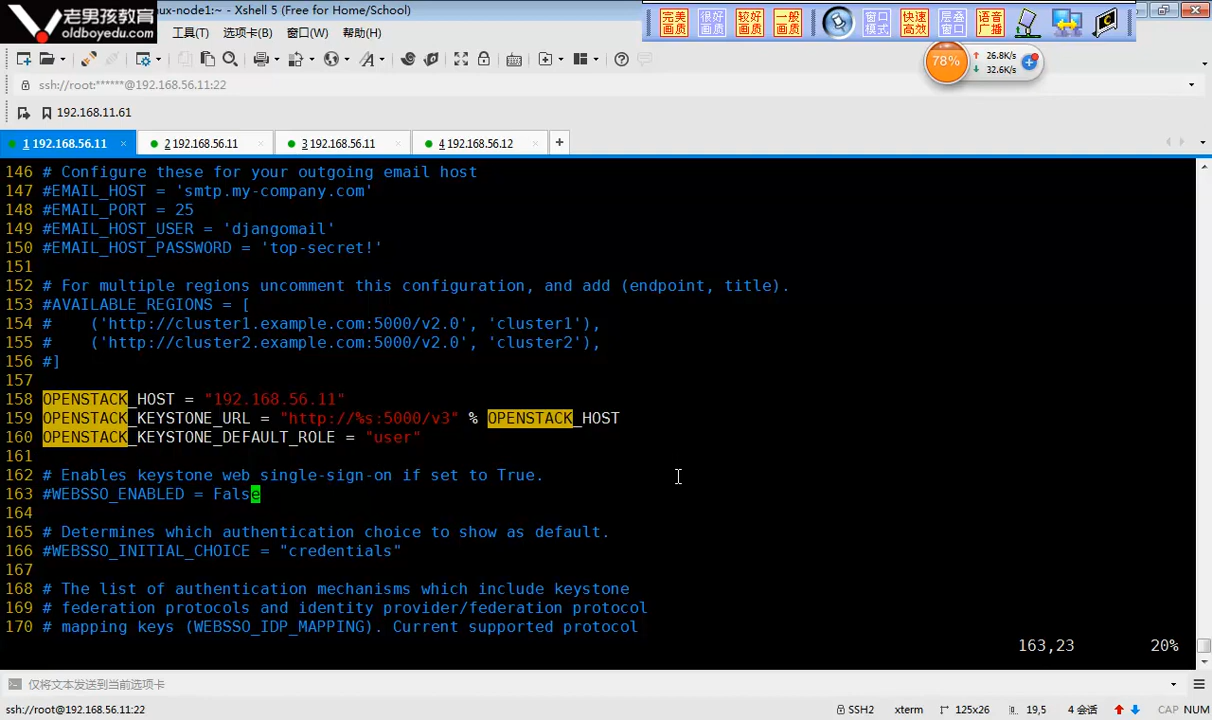 老男孩教育
oldboyedu.com
ux-node1:~ - Xshell 5 (Free for Home/School)
完美画质
很好画质
较好画质
一般画质
窗口模式
快速高效
层叠窗口
语音广播
工具(T) 选项卡(B) 窗口(W) 帮助(H)
78%
26.8K/s
32.6K/s
ssh://root:******@192.168.56.11:22
192.168.11.61
1 192.168.56.11
2 192.168.56.11
3 192.168.56.11
4 192.168.56.12
146 # Configure these for your outgoing email host
147 #EMAIL_HOST = 'smtp.my-company.com'
148 #EMAIL_PORT = 25
149 #EMAIL_HOST_USER = 'djangomail'
150 #EMAIL_HOST_PASSWORD = 'top-secret!'
151
152 # For multiple regions uncomment this configuration, and add (endpoint, title).
153 #AVAILABLE_REGIONS = [
154 #    ('http://cluster1.example.com:5000/v2.0', 'cluster1'),
155 #    ('http://cluster2.example.com:5000/v2.0', 'cluster2'),
156 #]
157
158 OPENSTACK_HOST = "192.168.56.11"
159 OPENSTACK_KEYSTONE_URL = "http://%s:5000/v3" % OPENSTACK_HOST
160 OPENSTACK_KEYSTONE_DEFAULT_ROLE = "user"
161
162 # Enables keystone web single-sign-on if set to True.
163 #WEBSSO_ENABLED = False
164
165 # Determines which authentication choice to show as default.
166 #WEBSSO_INITIAL_CHOICE = "credentials"
167
168 # The list of authentication mechanisms which include keystone
169 # federation protocols and identity provider/federation protocol
170 # mapping keys (WEBSSO_IDP_MAPPING). Current supported protocol
163,23 20%
仅将文本发送到当前选项卡
ssh://root@192.168.56.11:22 SSH2 xterm 125x26 19,5 4 会话 CAP NUM